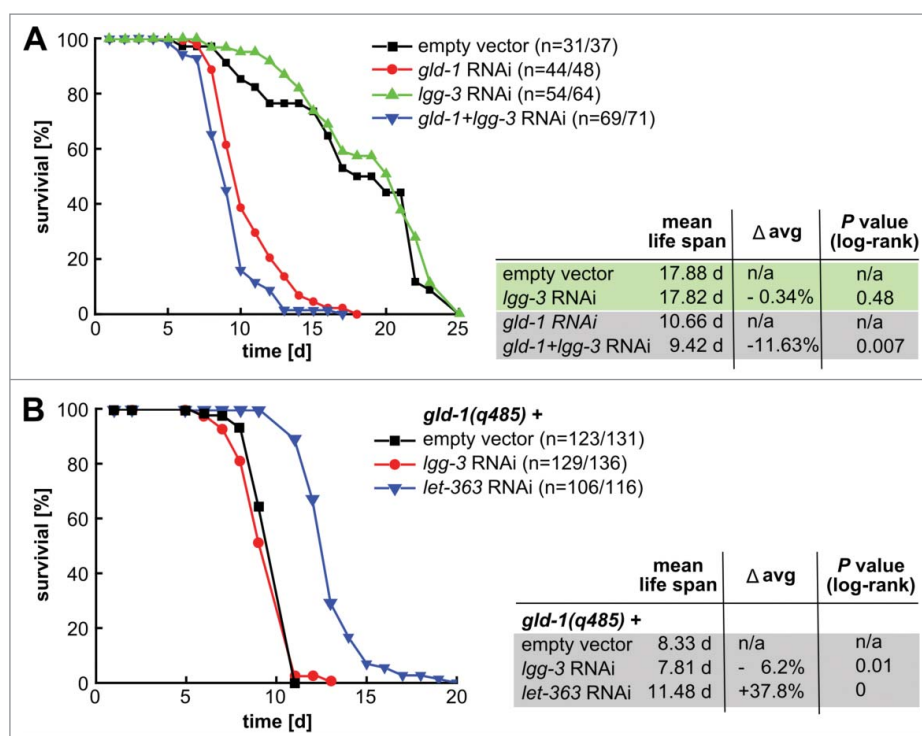 A
survivial [%]
100
80
60
40
20
0
0
5
10
15
20
25
time [d]
empty vector (n=31/37)
gld-1 RNAi (n=44/48)
lgg-3 RNAi (n=54/64)
gld-1+lgg-3 RNAi (n=69/71)
mean life span Δ avg P value (log-rank)
empty vector 17.88 d n/a n/a
lgg-3 RNAi 17.82 d - 0.34% 0.48
gld-1 RNAi 10.66 d n/a n/a
gld-1+lgg-3 RNAi 9.42 d -11.63% 0.007
B
survivial [%]
100
80
60
40
20
0
0
5
10
15
20
time [d]
gld-1(q485) +
empty vector (n=123/131)
lgg-3 RNAi (n=129/136)
let-363 RNAi (n=106/116)
mean life span Δ avg P value (log-rank)
gld-1(q485) +
empty vector 8.33 d n/a n/a
lgg-3 RNAi 7.81 d - 6.2% 0.01
let-363 RNAi 11.48 d +37.8% 0